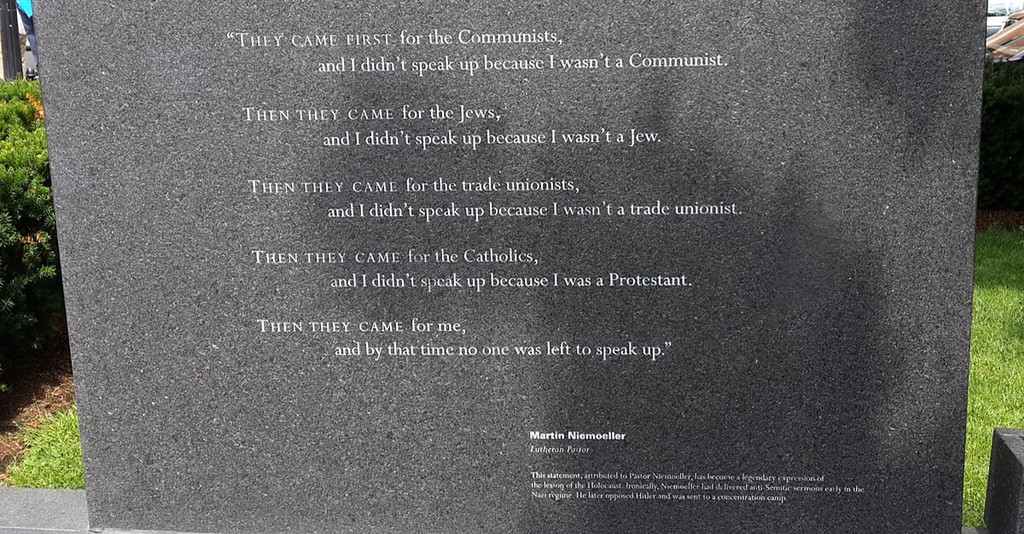 “THEY CAME FIRST for the Communists,
and I didn’t speak up because I wasn’t a Communist.
THEN THEY CAME for the Jews,
and I didn’t speak up because I wasn’t a Jew.
THEN THEY CAME for the trade unionists,
and I didn’t speak up because I wasn’t a trade unionist.
THEN THEY CAME for the Catholics,
and I didn’t speak up because I was a Protestant.
THEN THEY CAME for me,
and by that time no one was left to speak up.”
Martin Niemoeller
Lutheran Pastor
This statement, attributed to Pastor Niemoeller, has become a legendary expression of
the lesson of the Holocaust. Ironically, Niemoeller had delivered anti-Semitic sermons early in the
Nazi regime. He later opposed Hitler and was sent to a concentration camp.